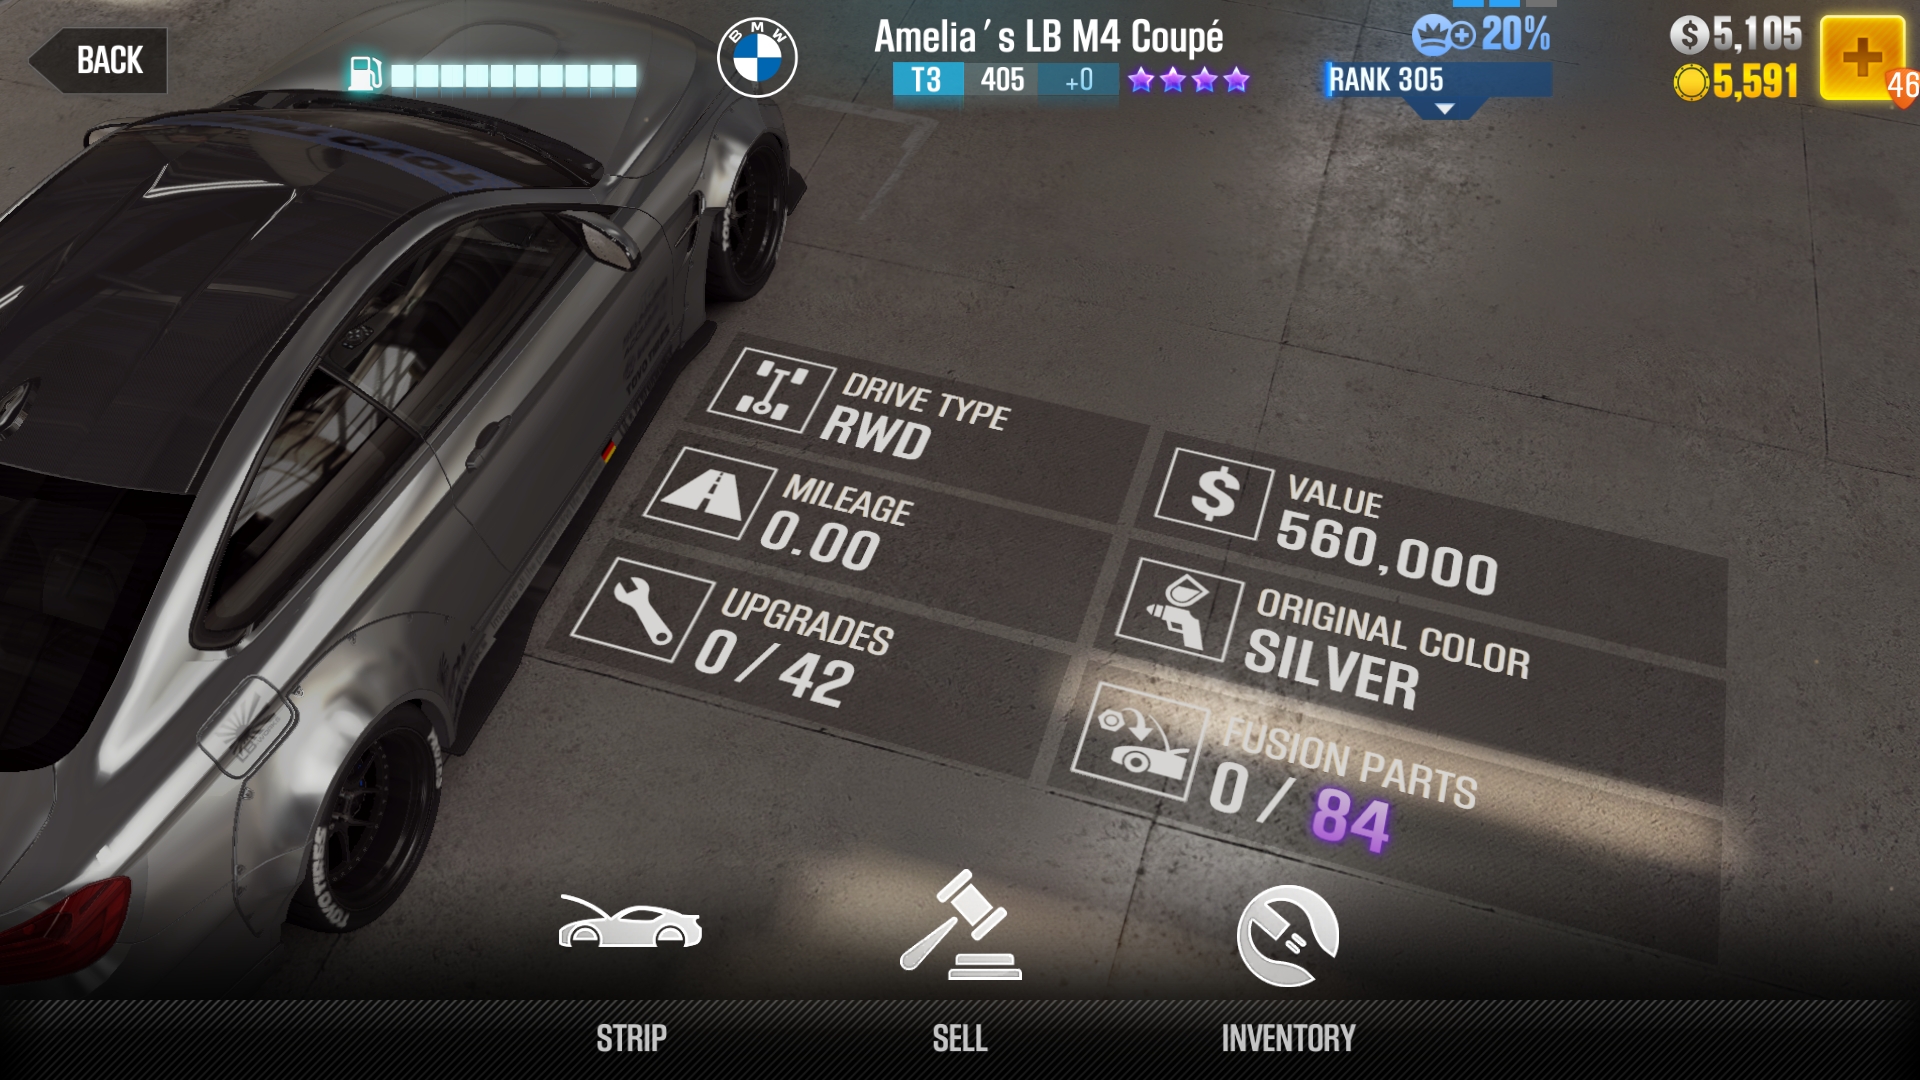 BACK
BMW
Amelia's LB M4 Coupé
T3 405 +0
20%
RANK 305
5,105
5,591
46
DRIVE TYPE
RWD
MILEAGE
0.00
UPGRADES
0/42
$
VALUE
560,000
ORIGINAL COLOR
SILVER
FUSION PARTS
0/84
TOYO TIRES
STRIP
SELL
INVENTORY